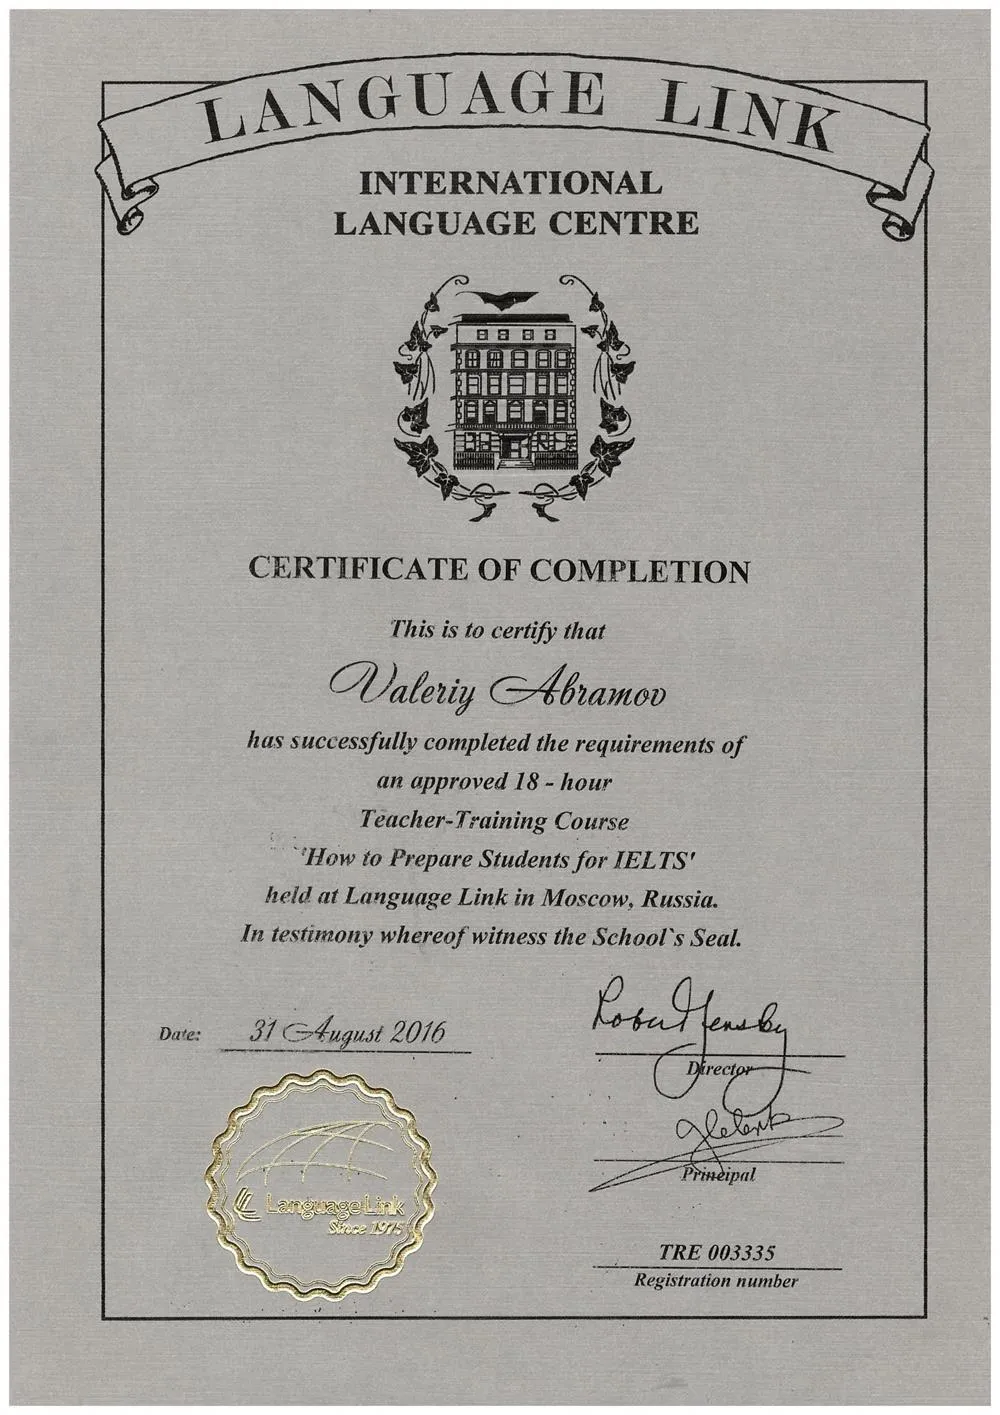 LANGUAGE LINK
INTERNATIONAL
LANGUAGE CENTRE
CERTIFICATE OF COMPLETION
This is to certify that
Valeriy Abramov
has successfully completed the requirements of
an approved 18 - hour
Teacher-Training Course
'How to Prepare Students for IELTS'
held at Language Link in Moscow, Russia.
In testimony whereof witness the School`s Seal.
Date: 31 August 2016
Director
Principal
Language Link
Since 1975
TRE 003335
Registration number